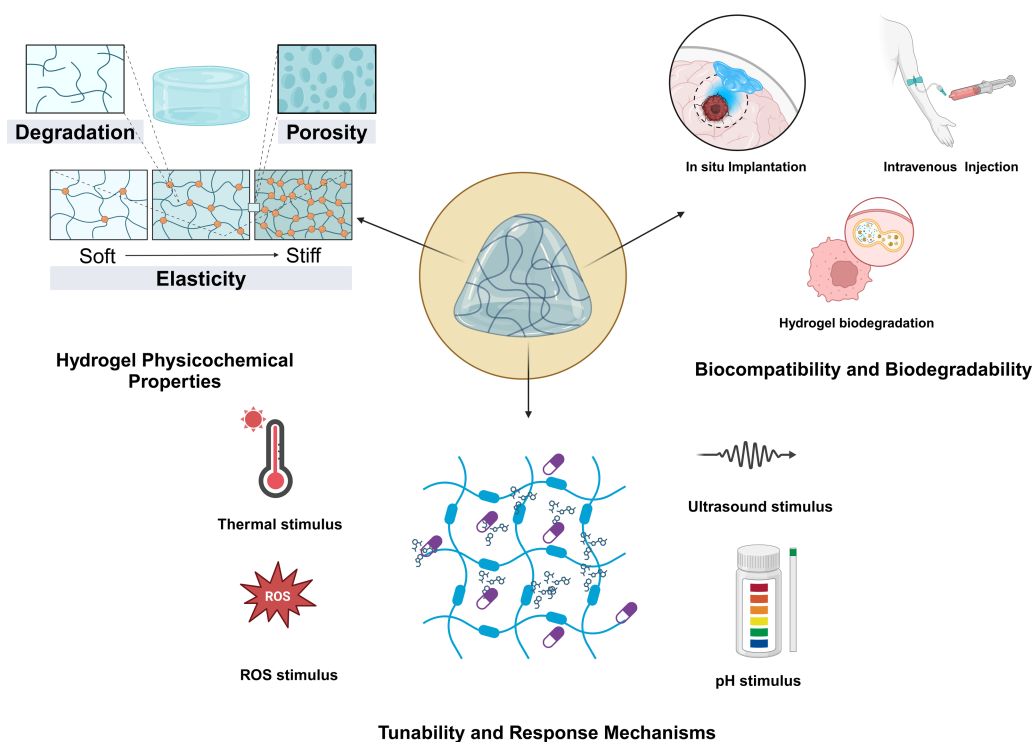 Degradation
Porosity
Soft
Stiff
Elasticity
Hydrogel Physicochemical
Properties
In situ Implantation
Intravenous Injection
Hydrogel biodegradation
Biocompatibility and Biodegradability
Thermal stimulus
ROS
ROS stimulus
Ultrasound stimulus
pH stimulus
Tunability and Response Mechanisms